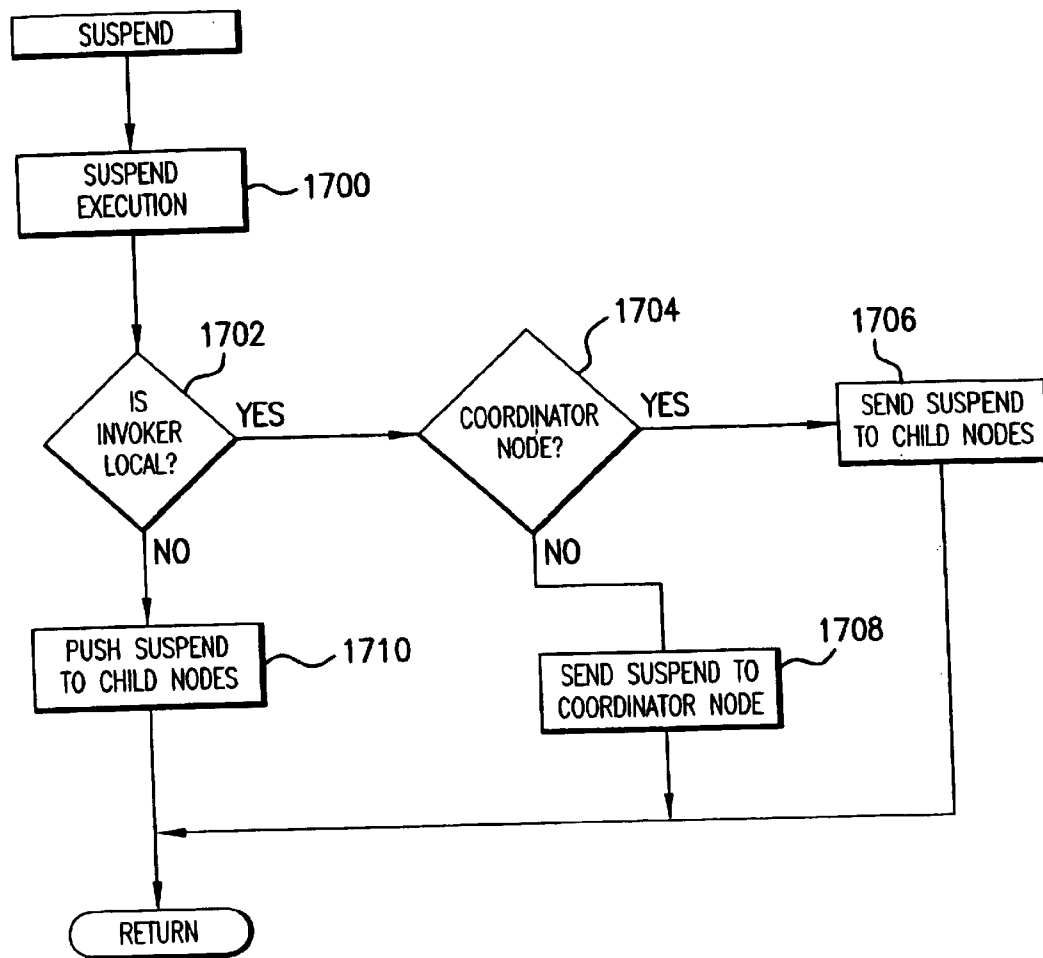 SUSPEND
SUSPEND
EXECUTION
1700
1702
IS
INVOKER
LOCAL?
YES
NO
1704
COORDINATOR
NODE?
YES
NO
1706
SEND SUSPEND
TO CHILD NODES
PUSH SUSPEND
TO CHILD NODES
1710
1708
SEND SUSPEND TO
COORDINATOR NODE
RETURN